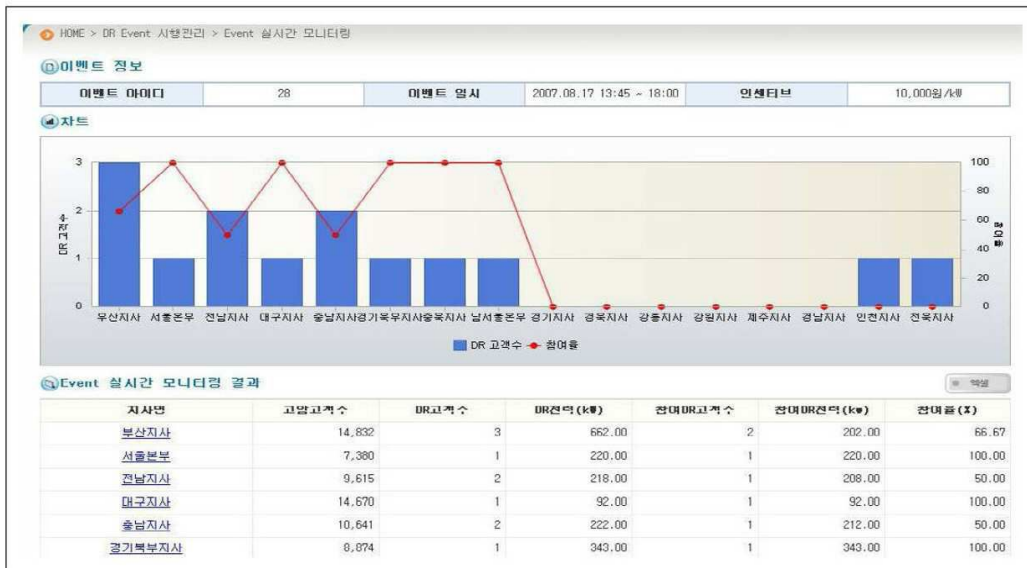 HOME > DR Event 시행관리 > Event 실시간 모니터링
이벤트 정보
이벤트 아이디 28 이벤트 일시 2007.08.17 13:45 ~ 18:00 인센티브 10,000원/kW
차트
3 100
80
2 60
40
1
20
0 0
DR 고객수
참여율
부산지사 서울본부 전남지사 대구지사 충남지사 경기북부지사 충북지사 남서울본부 경기지사 경북지사 강릉지사 강원지사 제주지사 경남지사 인천지사 전북지사
DR 고객수 참여율
Event 실시간 모니터링 결과
엑셀
지사명 고압고객수 DR고객수 DR전력(kW) 참여DR고객수 참여DR전력(kw) 참여율(%)
부산지사 14,832 3 662.00 2 202.00 66.67
서울본부 7,380 1 220.00 1 220.00 100.00
전남지사 9,615 2 218.00 1 208.00 50.00
대구지사 14,670 1 92.00 1 92.00 100.00
충남지사 10,641 2 222.00 1 212.00 50.00
경기북부지사 8,874 1 343.00 1 343.00 100.00